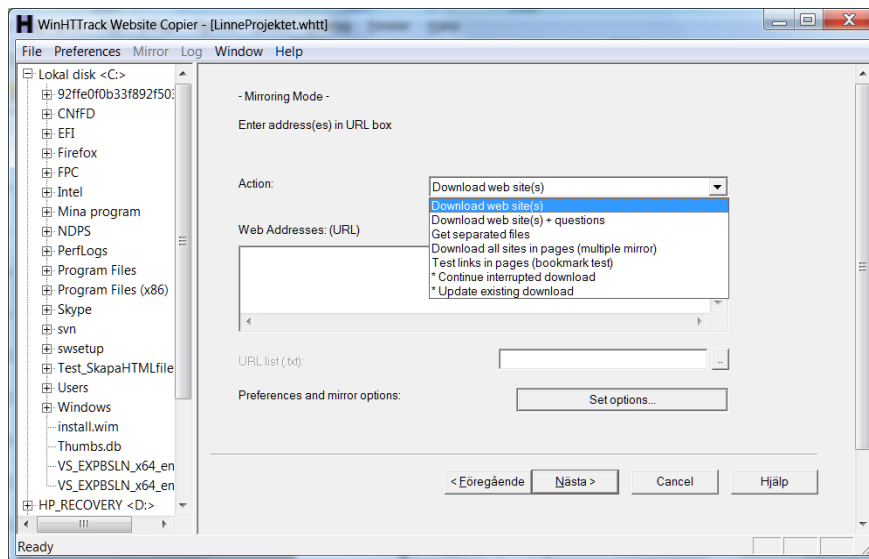 WinHTTrack Website Copier - [LinneProjektet.whtt]
File Preferences Mirror Log Window Help
Lokal disk <C:>
92ffe0f0b33f892f503
CNfFD
EFI
Firefox
FPC
Intel
Mina program
NDPS
PerfLogs
Program Files
Program Files (x86)
Skype
svn
swsetup
Test_SkapaHTMLfile
Users
Windows
install.wim
Thumbs.db
VS_EXPBSLN_x64_en
VS_EXPBSLN_x64_en
HP_RECOVERY <D:>
- Mirroring Mode -
Enter address(es) in URL box
Action:
Download web site(s)
Download web site(s)
Download web site(s) + questions
Get separated files
Download all sites in pages (multiple mirror)
Test links in pages (bookmark test)
* Continue interrupted download
* Update existing download
Web Addresses: (URL)
URL list (.txt):
..
Preferences and mirror options:
Set options...
< Föregående
Nästa >
Cancel
Hjälp
Ready